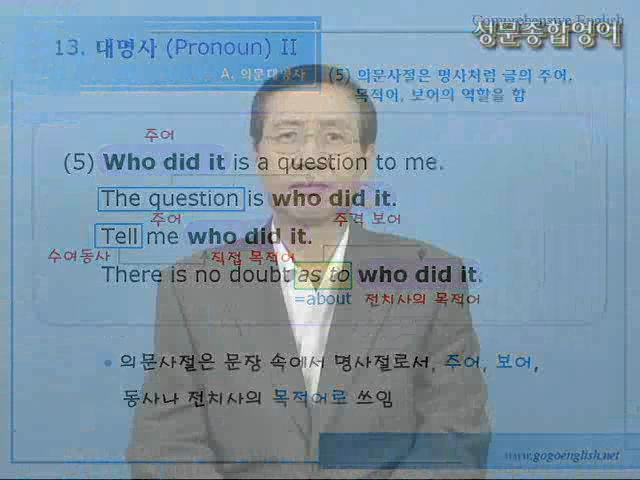 Comprehensive English
성문종합영어
13. 대명사 (Pronoun) II
A. 의문대명사
(5) 의문사절은 명사처럼 글의 주어,
목적어, 보어의 역할을 함
주어
(5) Who did it is a question to me.
The question is who did it.
주어 주격 보어
Tell me who did it.
수여동사 직접 목적어
There is no doubt as to who did it.
=about 전치사의 목적어
• 의문사절은 문장 속에서 명사절로서, 주어, 보어,
동사나 전치사의 목적어로 쓰임
www.gogoenglish.net